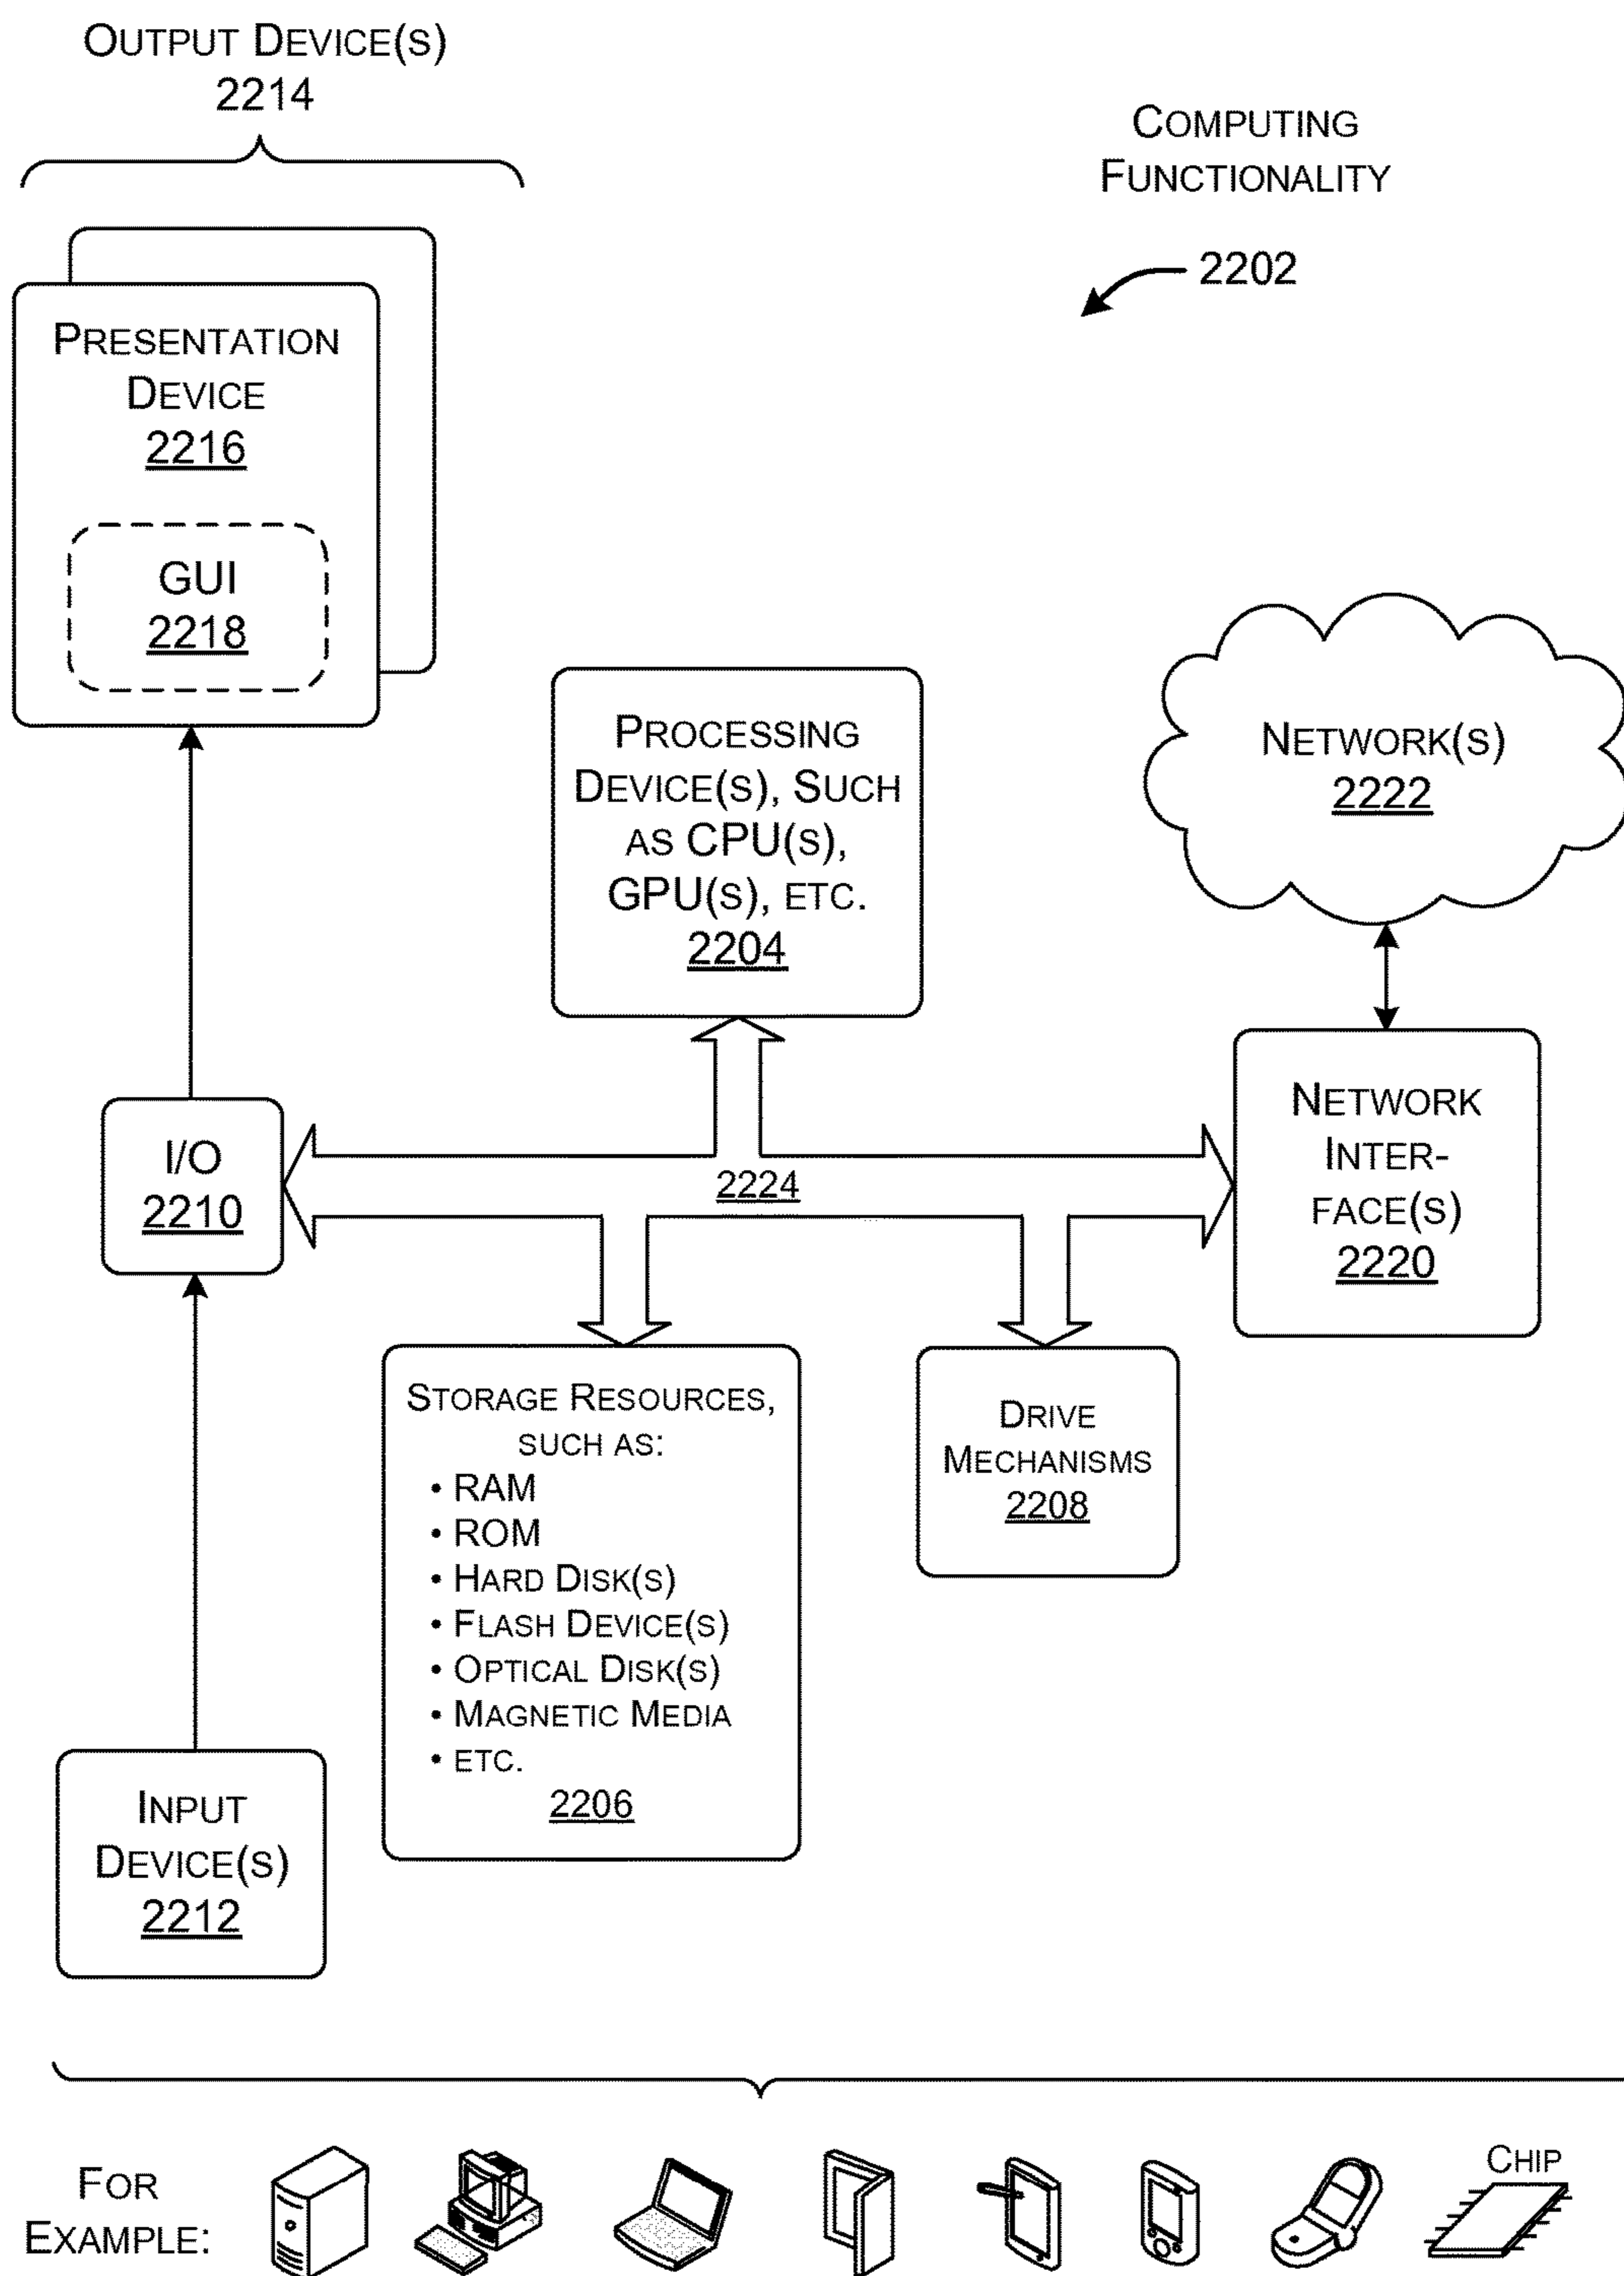 OUTPUT DEVICE(S)
2214
COMPUTING
FUNCTIONALITY
2202
PRESENTATION
DEVICE
2216
GUI
2218
PROCESSING
DEVICE(S), SUCH
AS CPU(S),
GPU(S), ETC.
2204
NETWORK(S)
2222
NETWORK
INTER-
FACE(S)
2220
I/O
2210
2224
STORAGE RESOURCES,
SUCH AS:
• RAM
• ROM
• HARD DISK(S)
• FLASH DEVICE(S)
• OPTICAL DISK(S)
• MAGNETIC MEDIA
• ETC.
2206
DRIVE
MECHANISMS
2208
INPUT
DEVICE(S)
2212
FOR
EXAMPLE:
CHIP